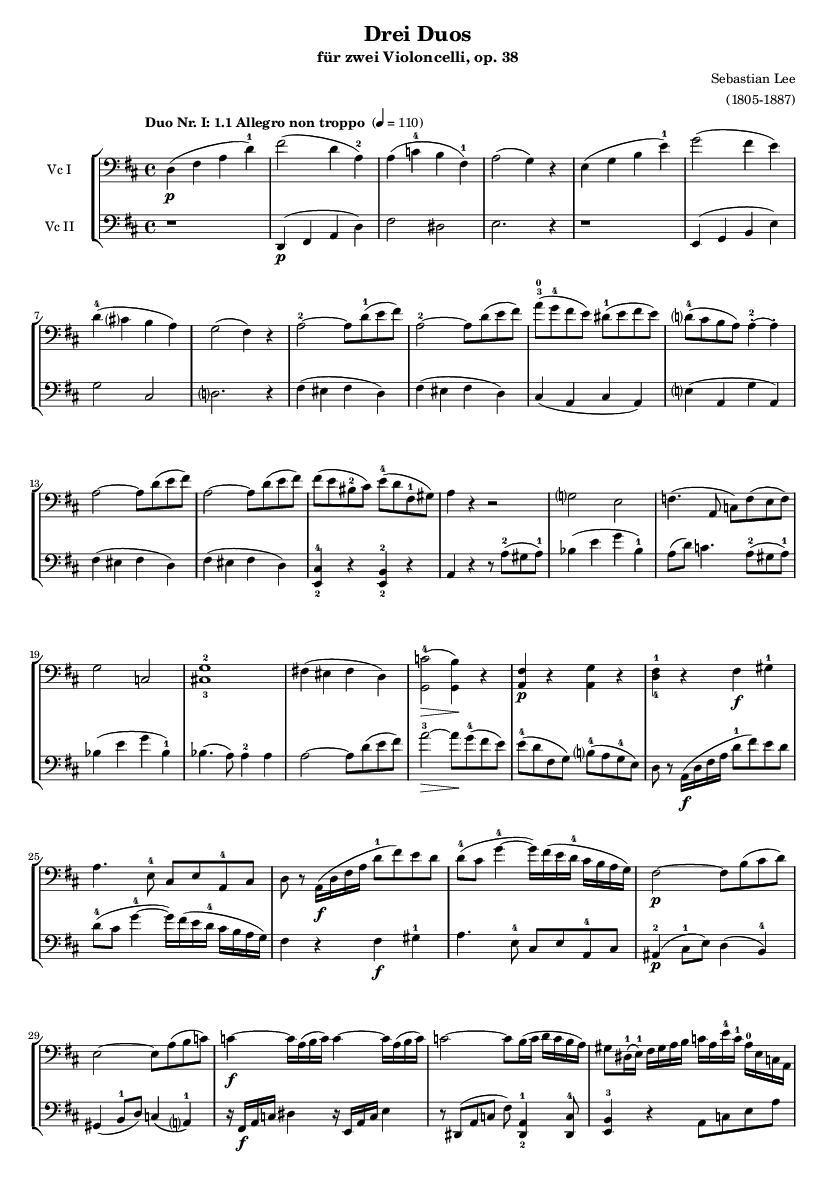 Drei Duos
für zwei Violoncelli, op. 38
Sebastian Lee
(1805-1887)
Duo Nr. I: 1.1 Allegro non troppo (♩ = 110)
Vc I
p
Vc II
p
7
13
19
p
f
f
25
f
p
f
p
29
f
f